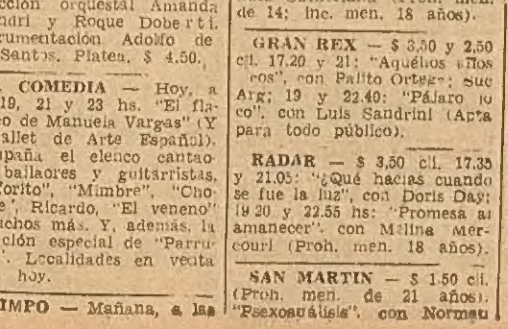 cción orquestal Amanda
ndri y Roque Doberti.
cumentación Adolfo de
Santos. Platea, $ 4.50.
COMEDIA — Hoy, a
19, 21 y 23 hs. "El fla-
co de Manuela Vargas" (Y
allet de Arte Español).
mpaña el elenco cantao-
bailaores y guitarristas,
orito", "Mimbre", "Cho-
e", Ricardo, "El veneno"
uchos más. Y, además, la
ción especial de "Parru-
". Localidades en venta
hoy.
IMPO — Mañana, a las
de 14; inc. men. 18 años).
GRAN REX — $ 3,50 y 2,50
c|i. 17.20 y 21: "Aquellos años
locos", con Palito Ortega; Suc
Arg; 19 y 22.40: "Pájaro lo
co", con Luis Sandrini (Apta
para todo público).
RADAR — $ 3,50 c|i. 17.35
y 21.05: "¿Qué hacías cuando
se fue la luz", con Doris Day;
19 20 y 22.55 hs: "Promesa al
amanecer". con Melina Mer-
couri (Proh. men. 18 años).
SAN MARTIN — $ 1.50 c|i.
(Proh. men. de 21 años).
"Psexoanálisis", con Norman